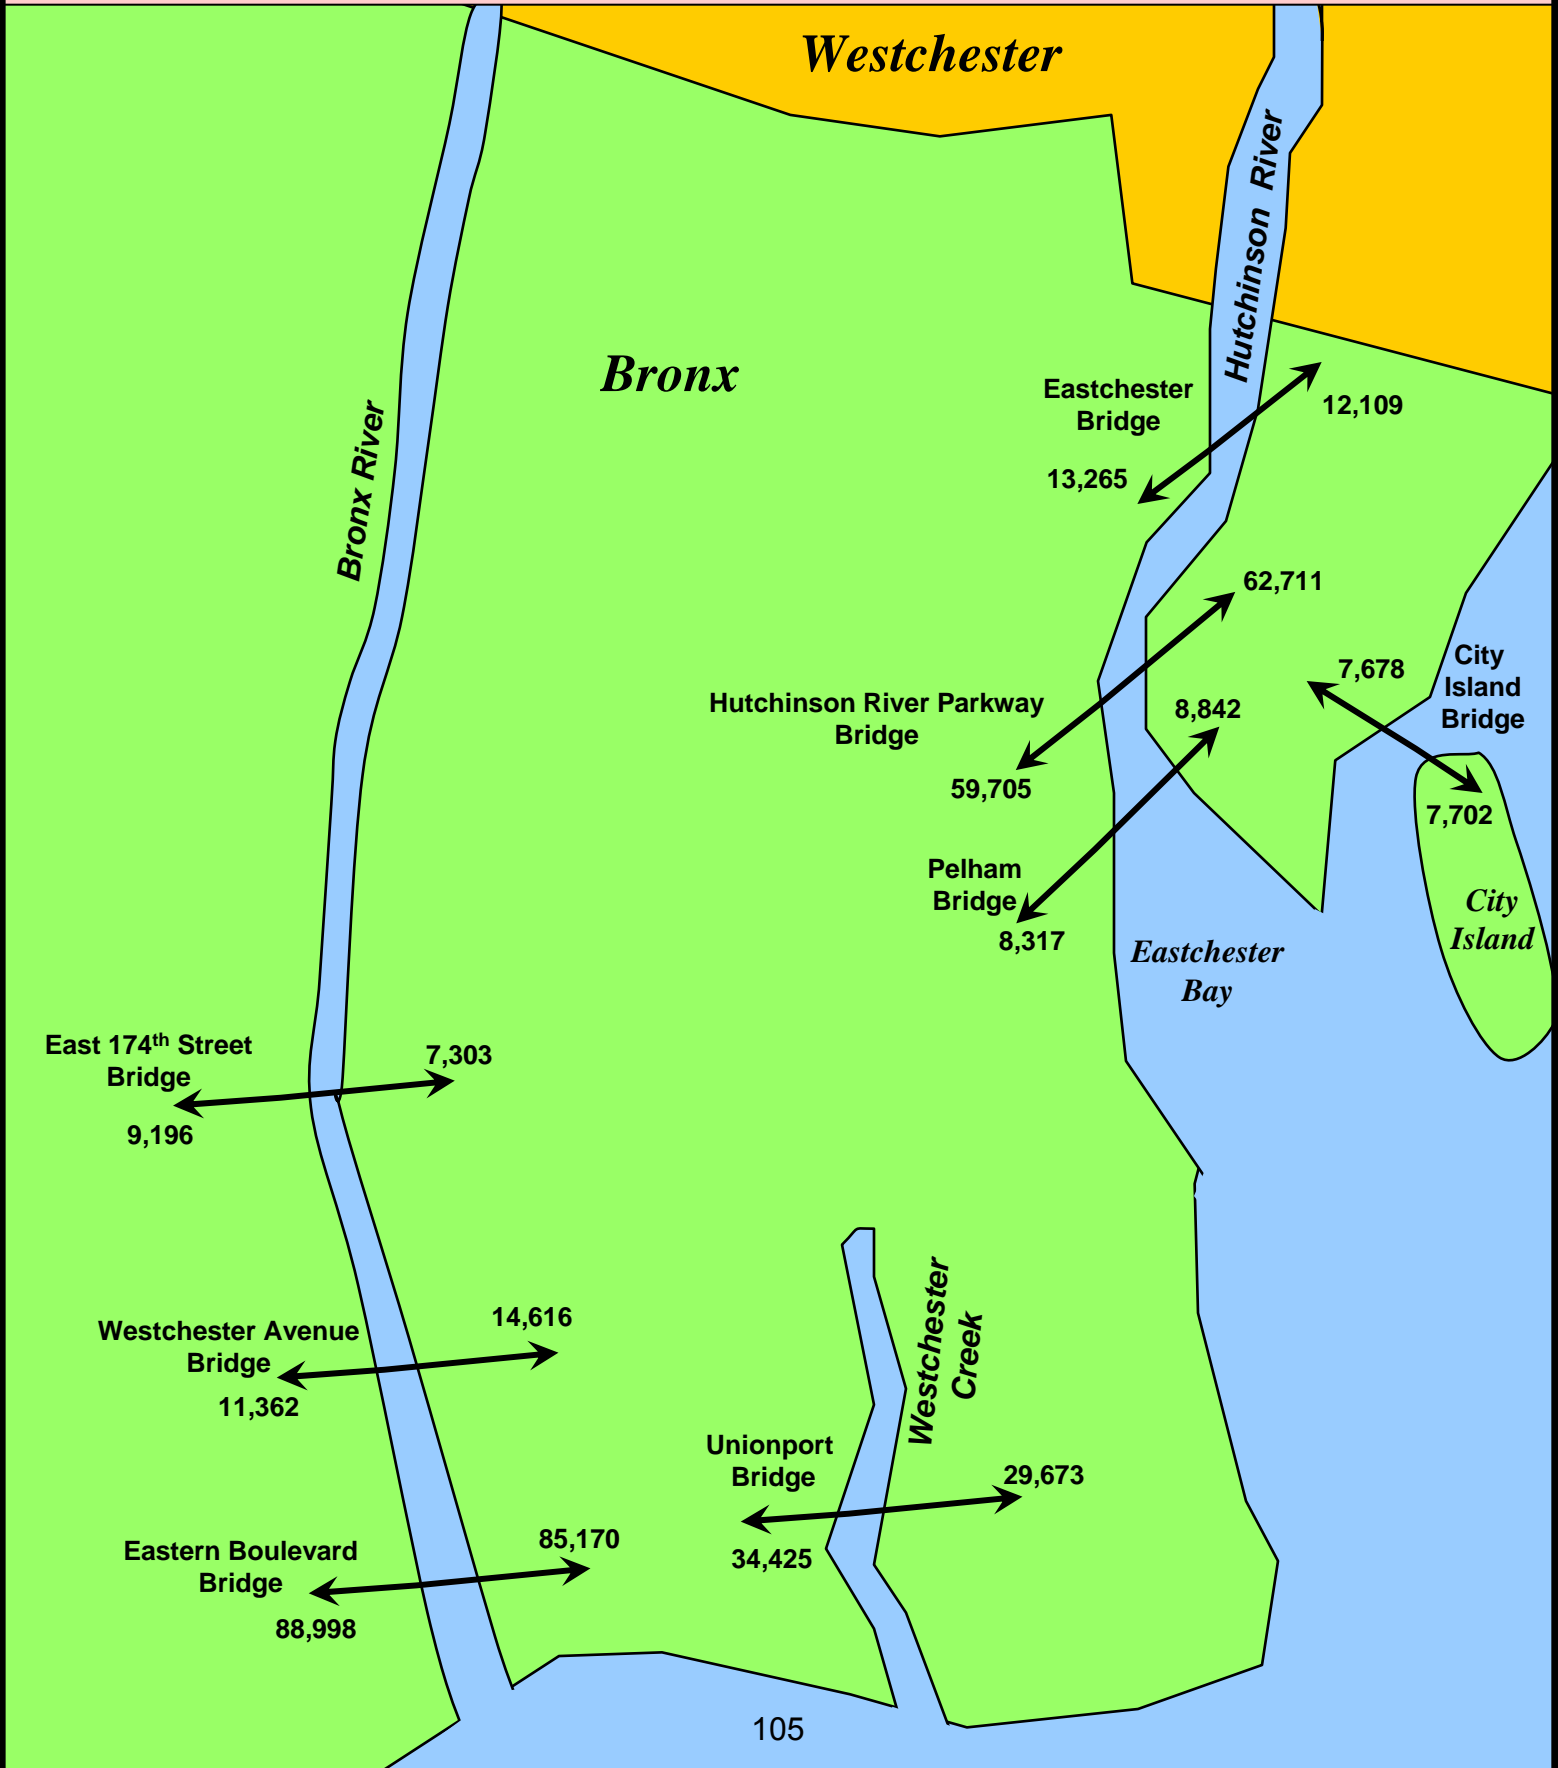 Westchester
Hutchinson River
Bronx
Bronx River
Eastchester
Bridge
12,109
13,265
62,711
City
Island
Bridge
7,678
Hutchinson River Parkway
Bridge
8,842
59,705
7,702
Pelham
Bridge
8,317
City
Island
Eastchester
Bay
East 174th Street
Bridge
7,303
9,196
Westchester
Creek
14,616
Westchester Avenue
Bridge
11,362
Unionport
Bridge
29,673
34,425
85,170
Eastern Boulevard
Bridge
88,998
105